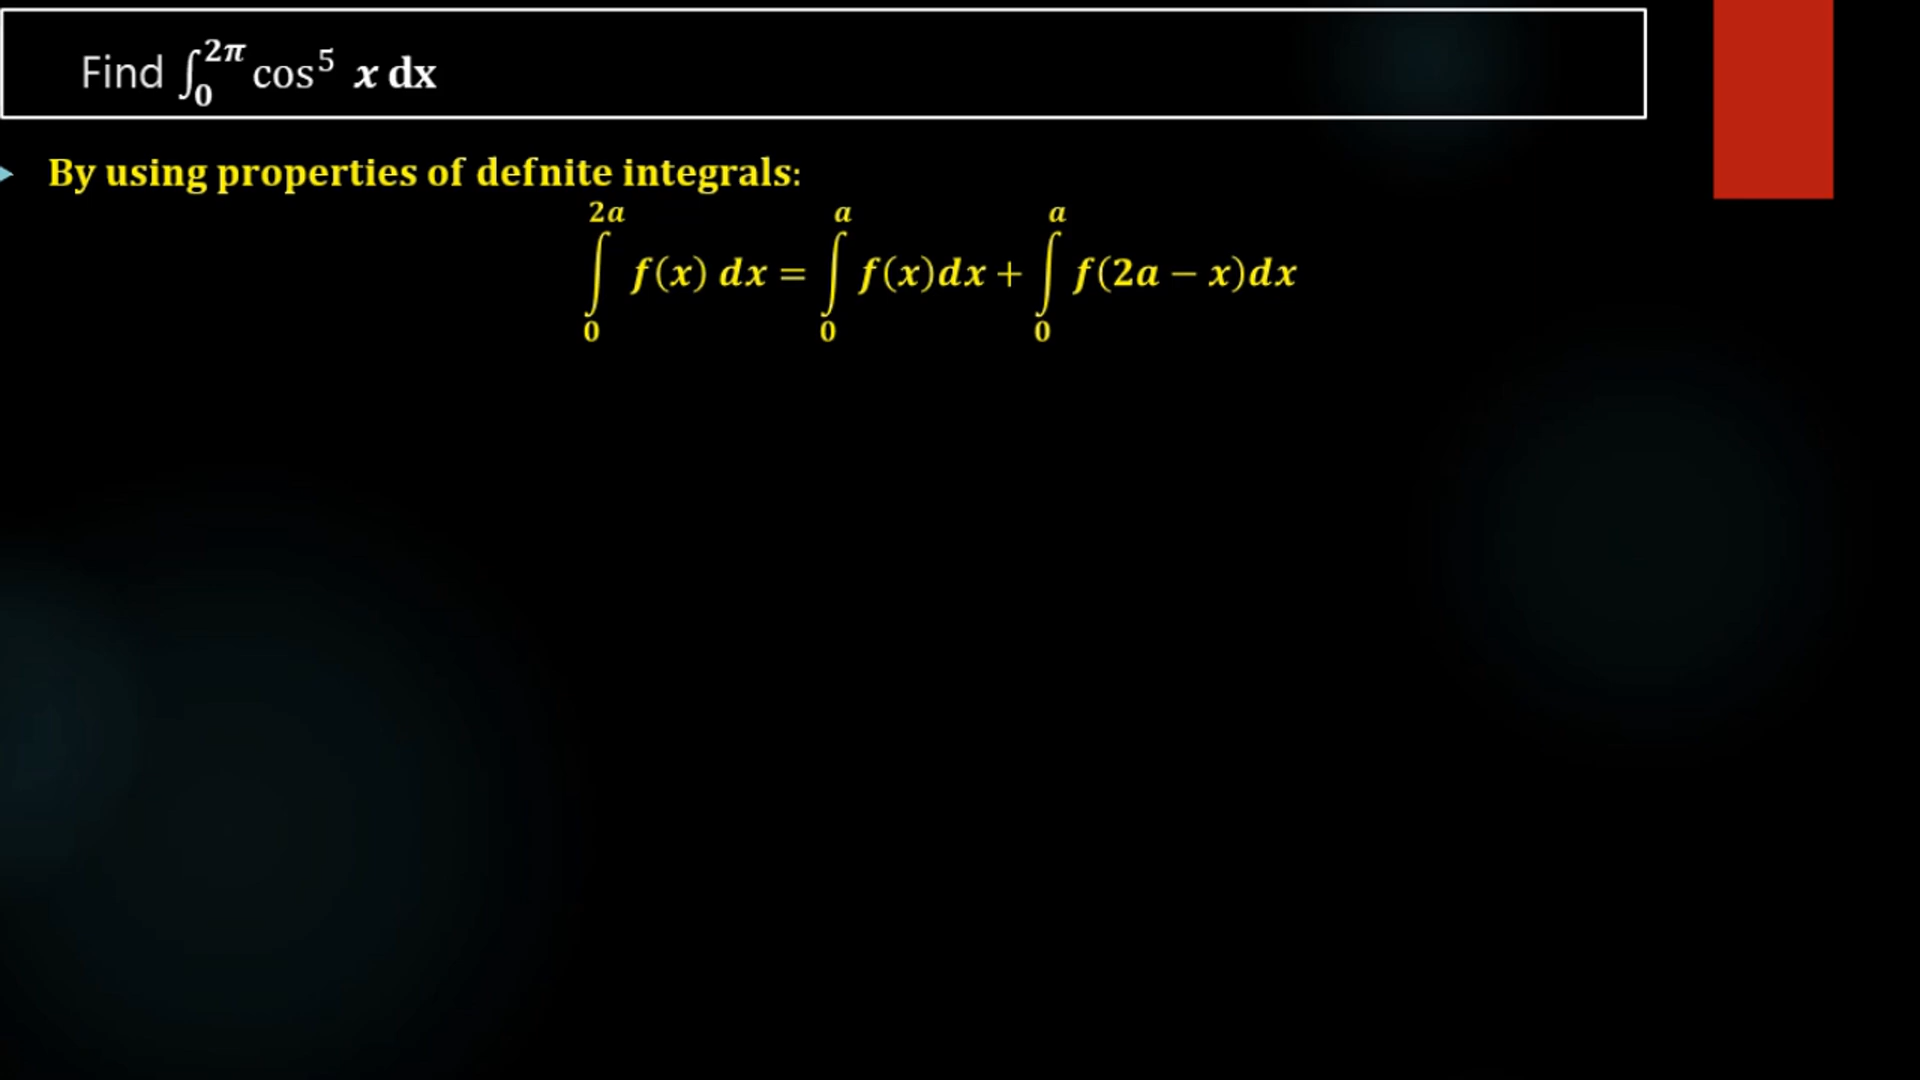 Find ∫₀^{2π} cos⁵ x dx
By using properties of defnite integrals:
∫₀^{2a} f(x) dx = ∫₀^{a} f(x)dx + ∫₀^{a} f(2a − x)dx